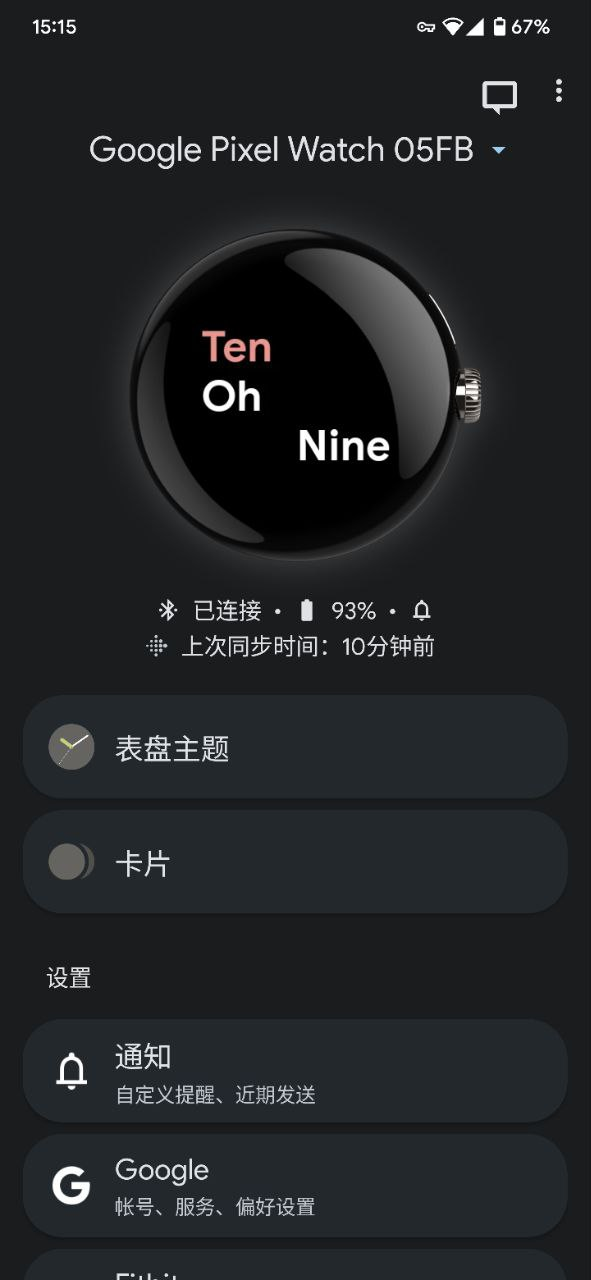 15:15
67%
Google Pixel Watch 05FB
Ten
Oh
Nine
已连接 • 93% •
上次同步时间：10分钟前
表盘主题
卡片
设置
通知
自定义提醒、近期发送
Google
帐号、服务、偏好设置
Fitbit